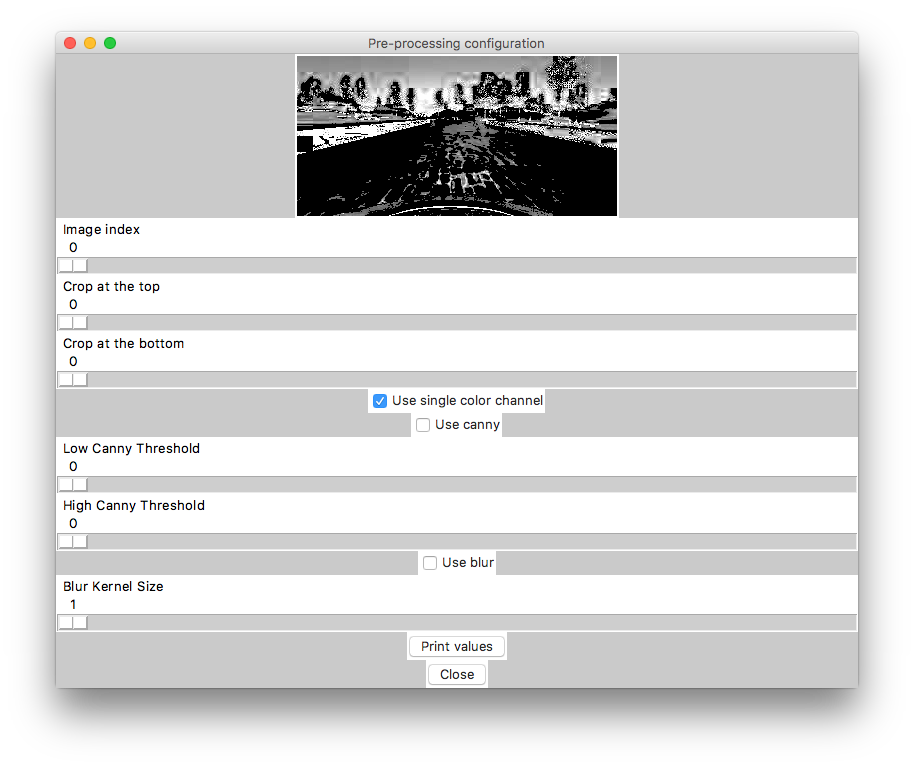 Pre-processing configuration
Image index
0
Crop at the top
0
Crop at the bottom
0
Use single color channel
Use canny
Low Canny Threshold
0
High Canny Threshold
0
Use blur
Blur Kernel Size
1
Print values
Close